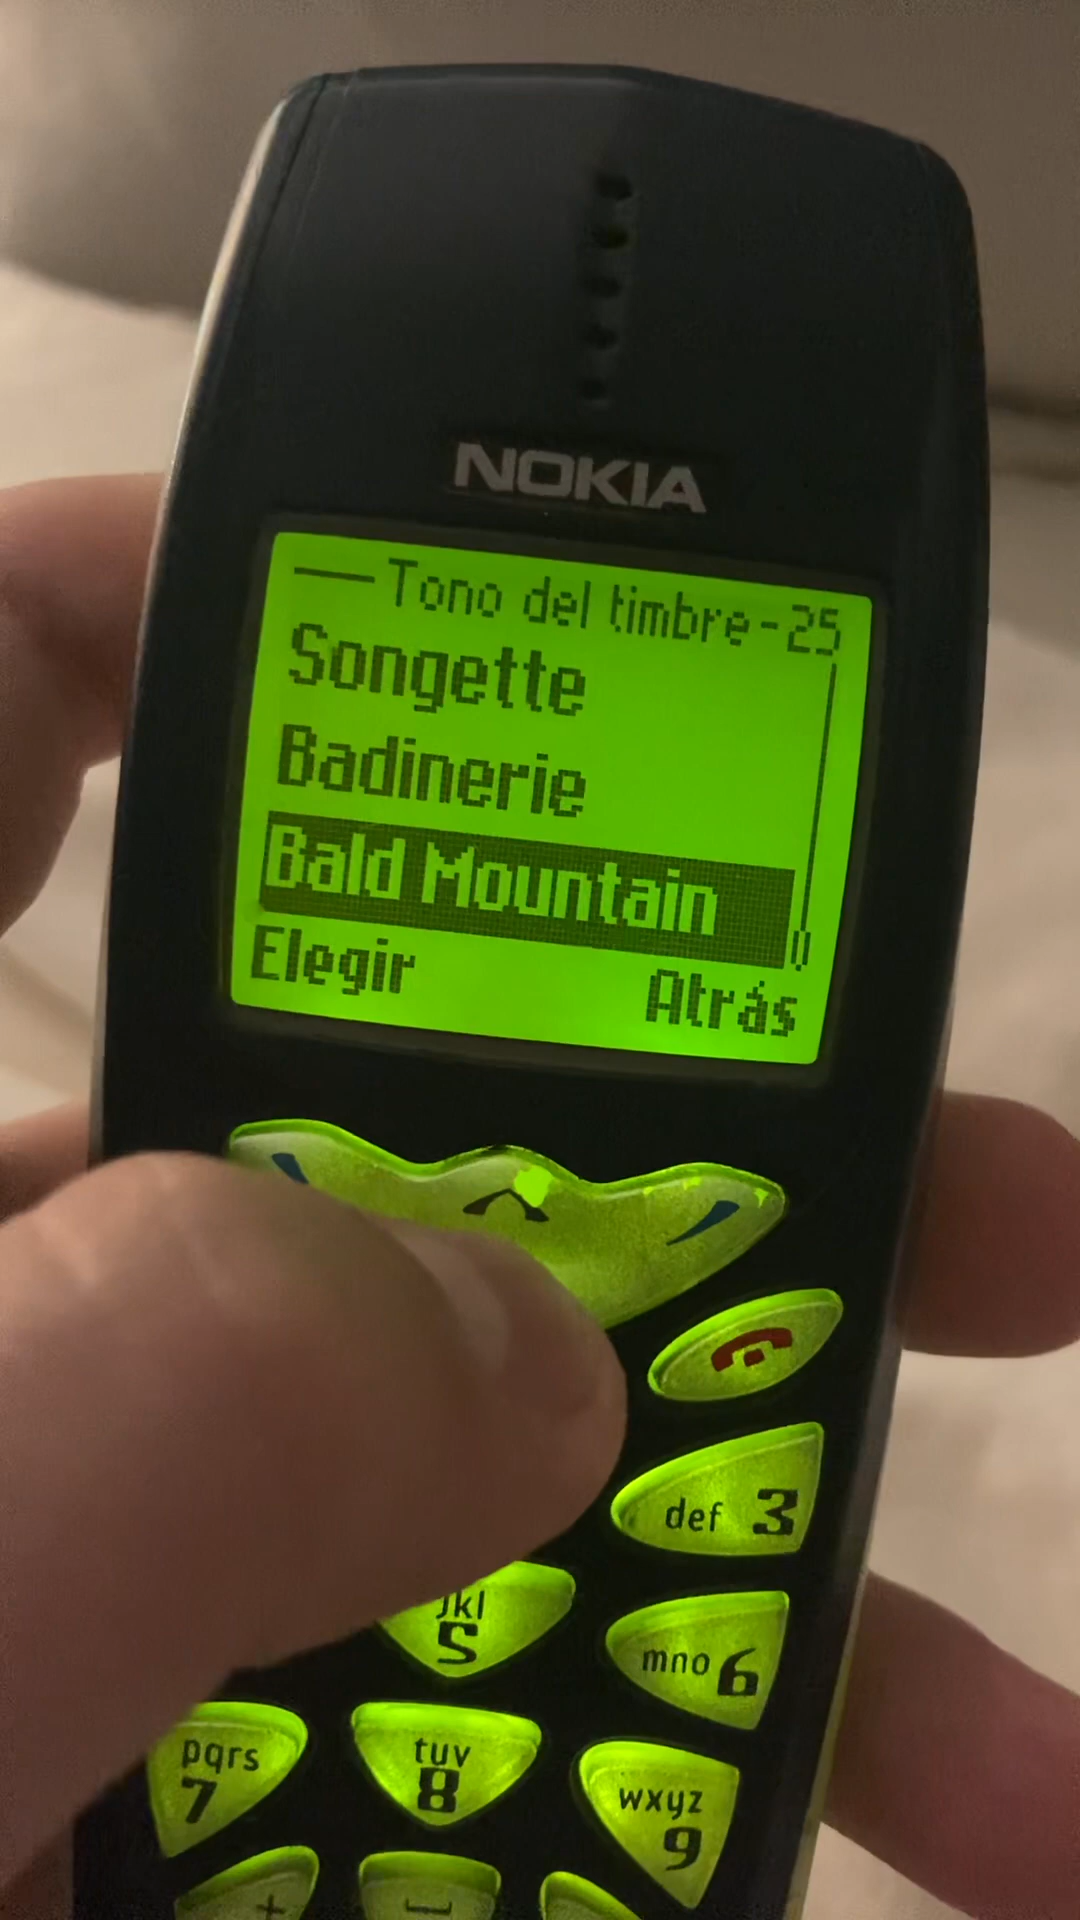 NOKIA
Tono del timbre-25
Songette
Badinerie
Bald Mountain
Elegir Atrás
def 3
jkl 5
mno 6
pqrs 7
tuv 8
wxyz 9
+